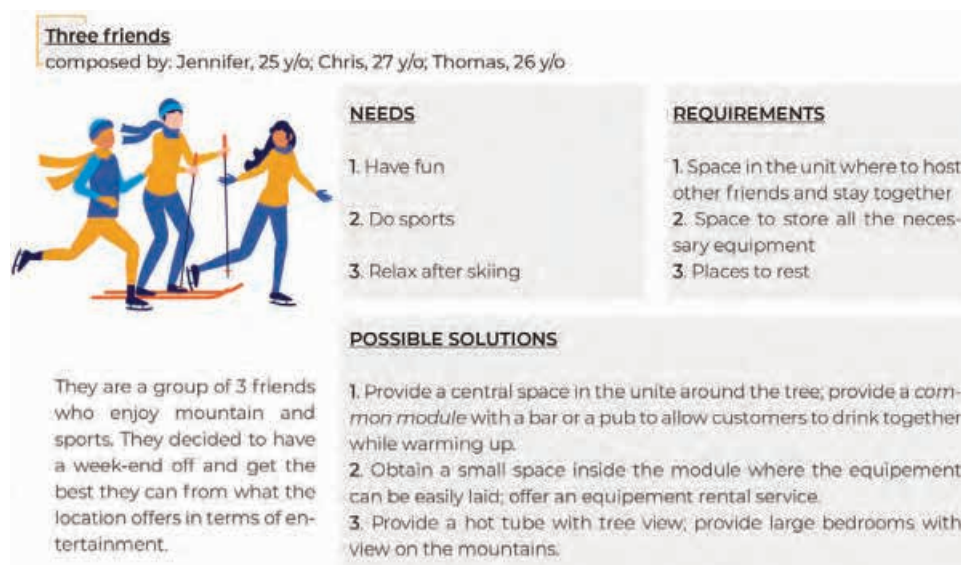 Three friends
composed by: Jennifer, 25 y/o; Chris, 27 y/o; Thomas, 26 y/o
NEEDS
1. Have fun
2. Do sports
3. Relax after skiing
REQUIREMENTS
1. Space in the unit where to host
other friends and stay together
2. Space to store all the neces-
sary equipment
3. Places to rest
They are a group of 3 friends
who enjoy mountain and
sports. They decided to have
a week-end off and get the
best they can from what the
location offers in terms of en-
tertainment.
POSSIBLE SOLUTIONS
1. Provide a central space in the unite around the tree; provide a com-
mon module with a bar or a pub to allow customers to drink together
while warming up.
2. Obtain a small space inside the module where the equipement
can be easily laid; offer an equipement rental service.
3. Provide a hot tube with tree view; provide large bedrooms with
view on the mountains.